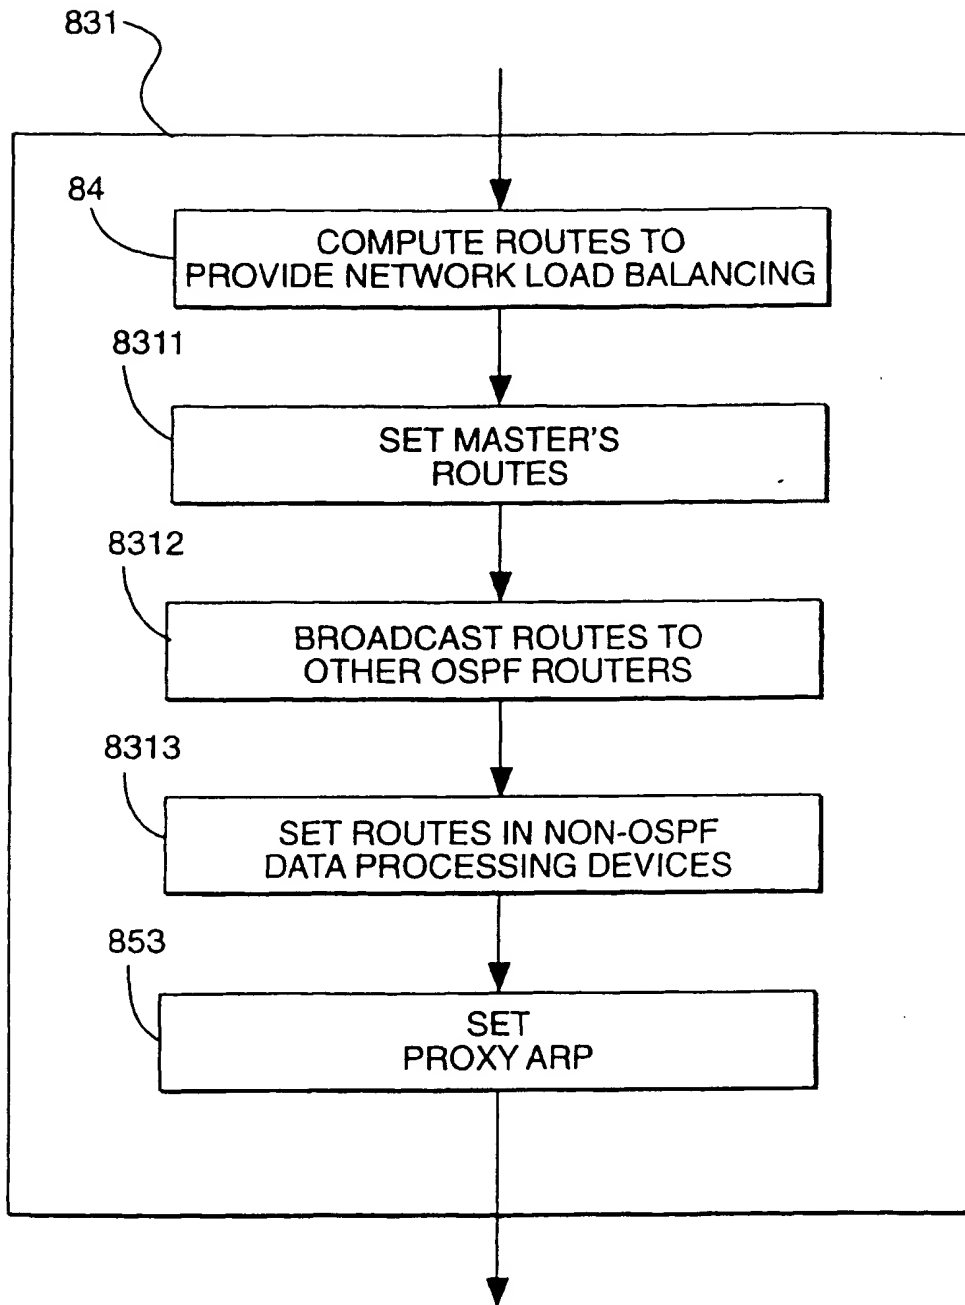 831
84
COMPUTE ROUTES TO
PROVIDE NETWORK LOAD BALANCING
8311
SET MASTER'S
ROUTES
8312
BROADCAST ROUTES TO
OTHER OSPF ROUTERS
8313
SET ROUTES IN NON-OSPF
DATA PROCESSING DEVICES
853
SET
PROXY ARP